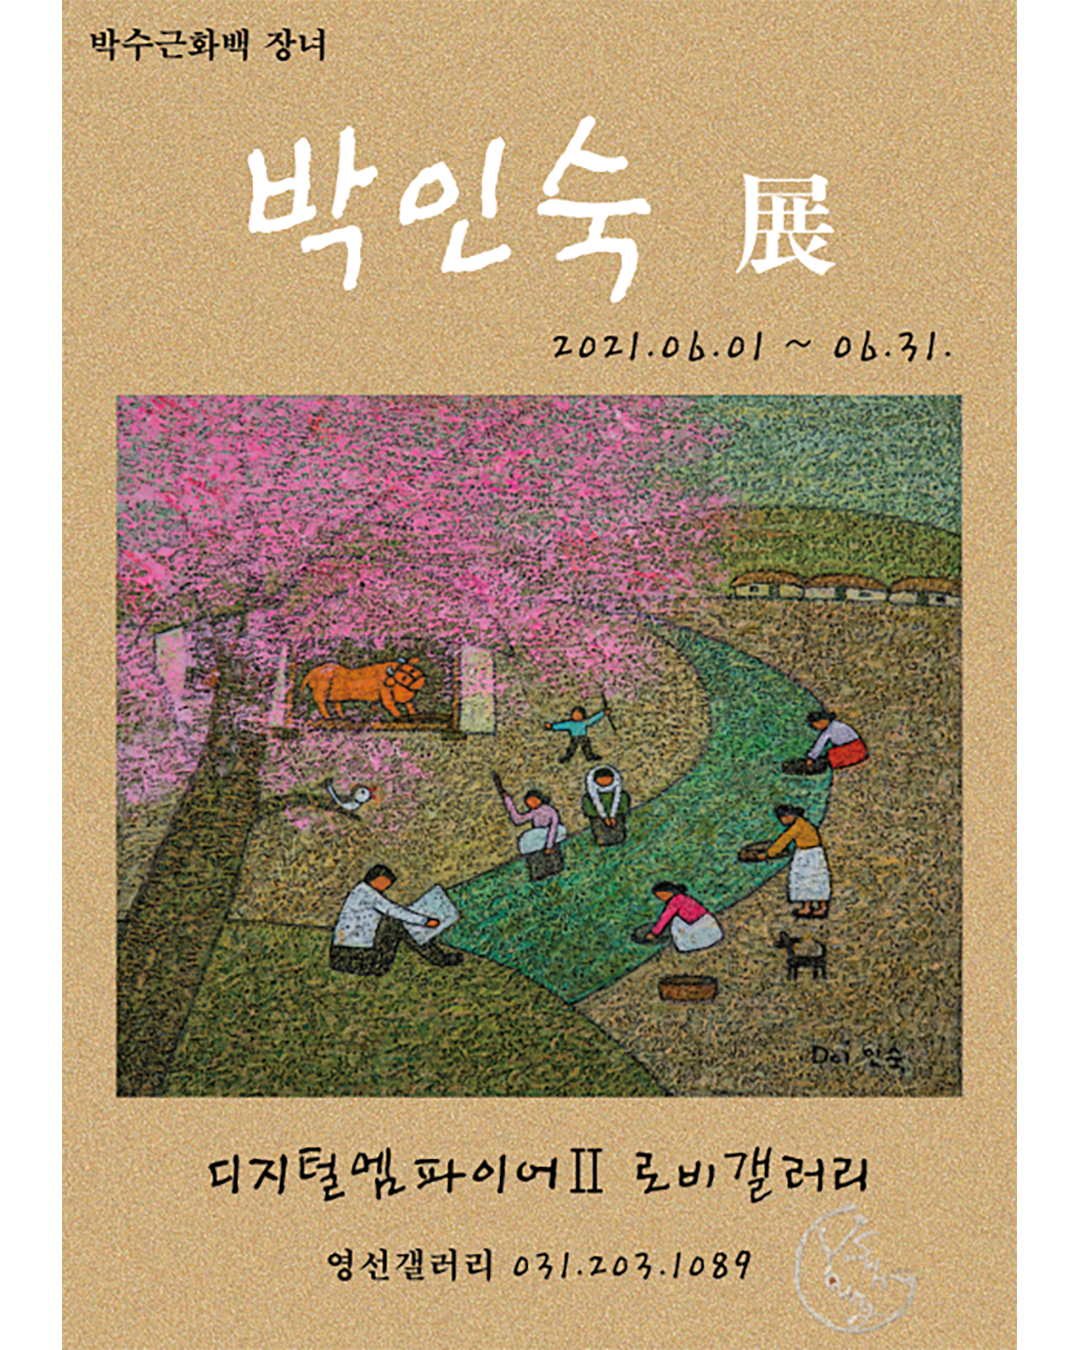 박수근화백 장녀
박인숙 展
2021.06.01 ~ 06.31.
Doi 인숙
디지털엠파이어Ⅱ 로비갤러리
영선갤러리 031.203.1089